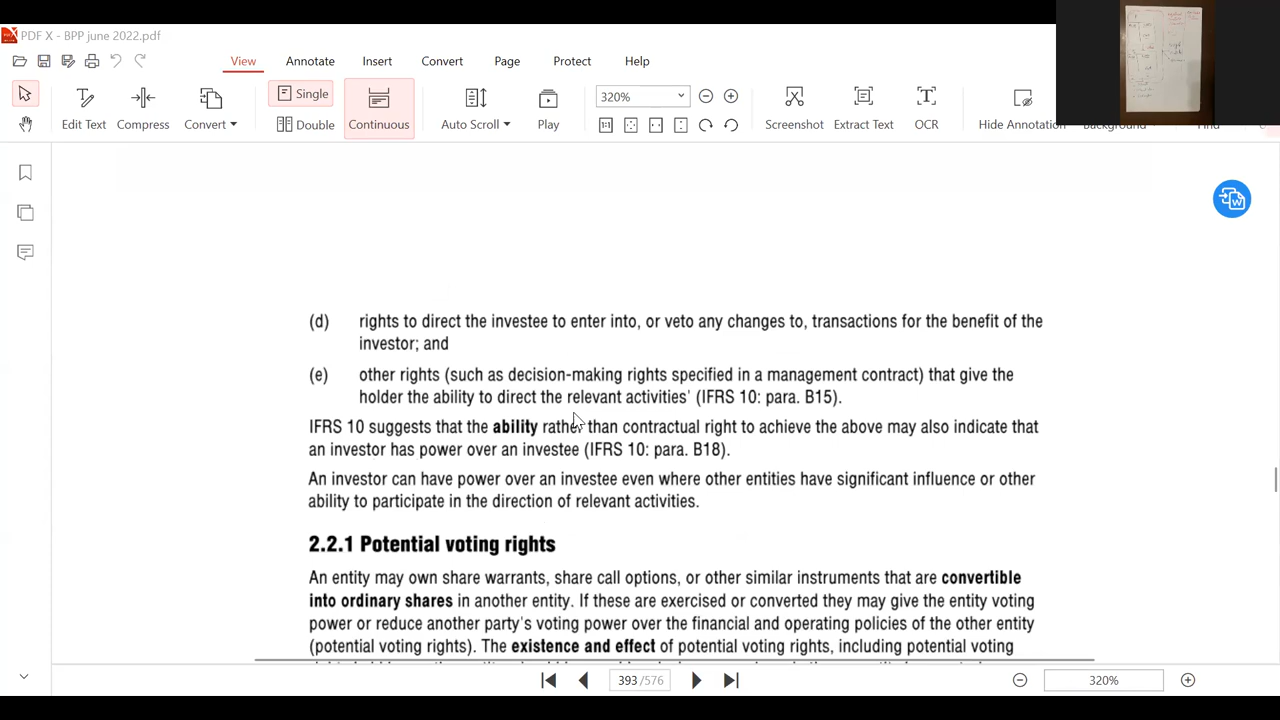 PDF X - BPP june 2022.pdf
View Annotate Insert Convert Page Protect Help
Single
320%
Edit Text Compress Convert Double Continuous Auto Scroll Play Screenshot Extract Text OCR Hide Annotation
(d) rights to direct the investee to enter into, or veto any changes to, transactions for the benefit of the
investor; and
(e) other rights (such as decision-making rights specified in a management contract) that give the
holder the ability to direct the relevant activities' (IFRS 10: para. B15).
IFRS 10 suggests that the ability rather than contractual right to achieve the above may also indicate that
an investor has power over an investee (IFRS 10: para. B18).
An investor can have power over an investee even where other entities have significant influence or other
ability to participate in the direction of relevant activities.
2.2.1 Potential voting rights
An entity may own share warrants, share call options, or other similar instruments that are convertible
into ordinary shares in another entity. If these are exercised or converted they may give the entity voting
power or reduce another party's voting power over the financial and operating policies of the other entity
(potential voting rights). The existence and effect of potential voting rights, including potential voting
393/576
320%